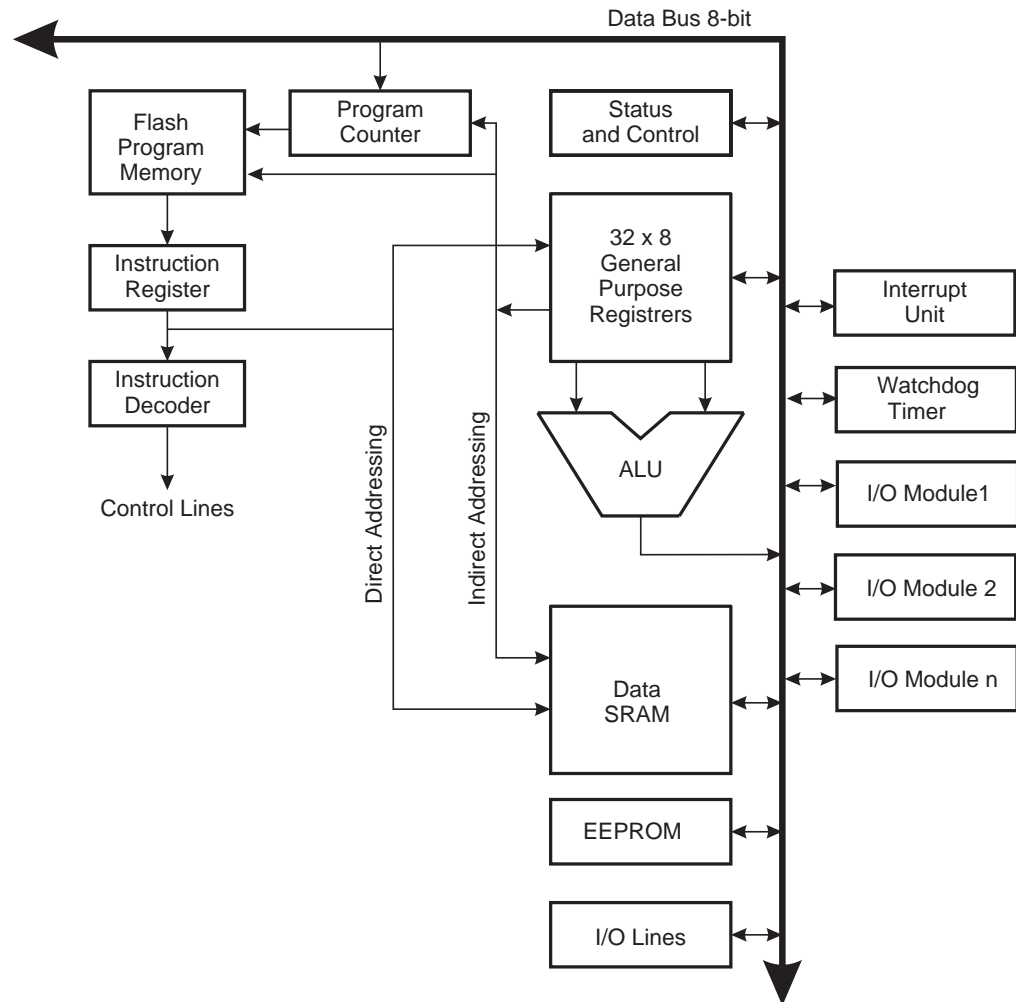 Data Bus 8-bit
Flash
Program
Memory
Program
Counter
Status
and Control
Instruction
Register
32 x 8
General
Purpose
Registrers
Interrupt
Unit
Instruction
Decoder
Watchdog
Timer
Control Lines
Direct Addressing
Indirect Addressing
ALU
I/O Module1
I/O Module 2
Data
SRAM
I/O Module n
EEPROM
I/O Lines